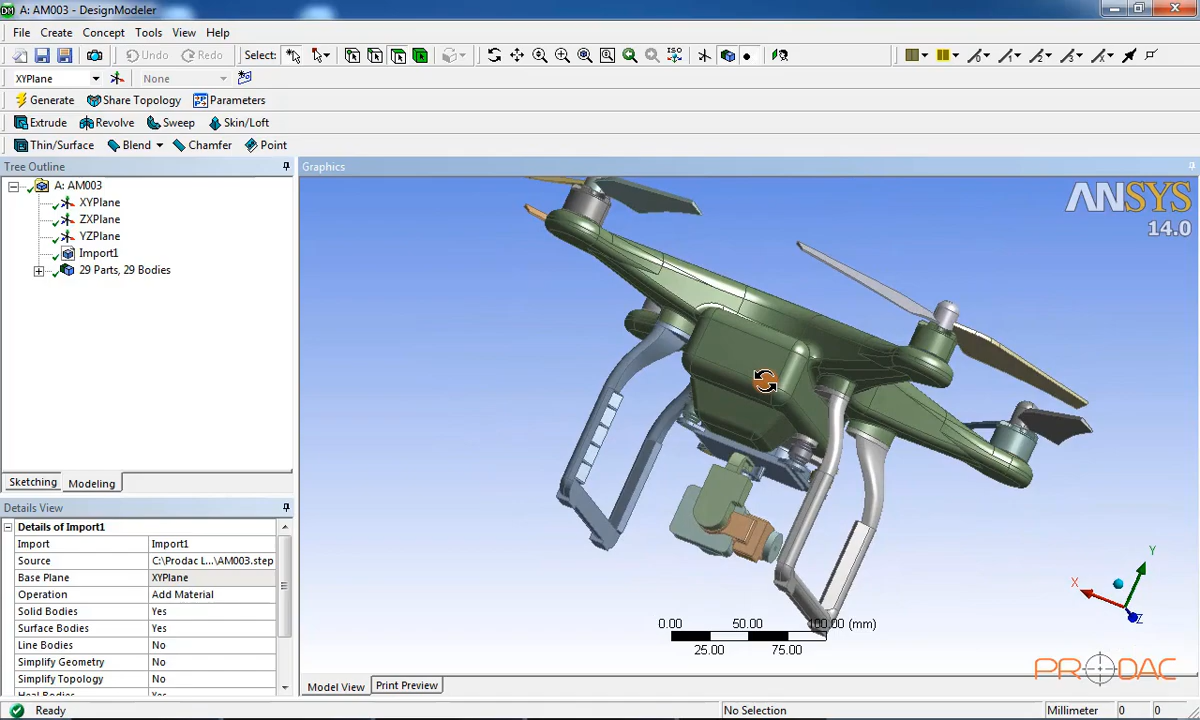 A: AM003 - DesignModeler
File Create Concept Tools View Help
Undo Redo Select: ISO
XYPlane None
Generate Share Topology Parameters
Extrude Revolve Sweep Skin/Loft
Thin/Surface Blend Chamfer Point
Tree Outline
A: AM003
XYPlane
ZXPlane
YZPlane
Import1
29 Parts, 29 Bodies
Sketching Modeling
Details View
Details of Import1
Import Import1
Source C:\Prodac L...\AM003.step
Base Plane XYPlane
Operation Add Material
Solid Bodies Yes
Surface Bodies Yes
Line Bodies No
Simplify Geometry No
Simplify Topology No
Heal Bodies Yes
Graphics
ANSYS
14.0
Y
X
Z
0.00 50.00 100.00 (mm)
25.00 75.00
PRODAC
Model View Print Preview
Ready No Selection Millimeter 0 0